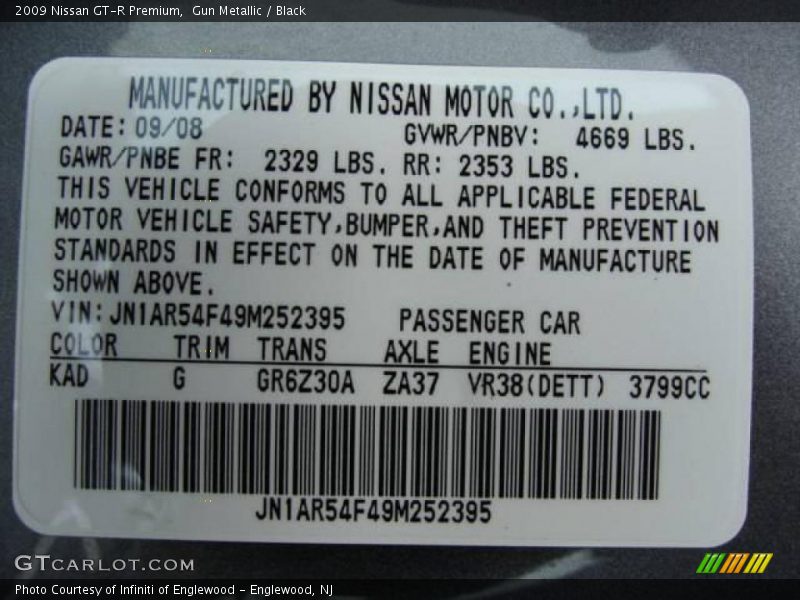 2009 Nissan GT-R Premium,  Gun Metallic / Black
MANUFACTURED BY NISSAN MOTOR CO.,LTD.
DATE: 09/08 GVWR/PNBV: 4669 LBS.
GAWR/PNBE FR: 2329 LBS. RR: 2353 LBS.
THIS VEHICLE CONFORMS TO ALL APPLICABLE FEDERAL
MOTOR VEHICLE SAFETY,BUMPER,AND THEFT PREVENTION
STANDARDS IN EFFECT ON THE DATE OF MANUFACTURE
SHOWN ABOVE.
VIN: JN1AR54F49M252395 PASSENGER CAR
COLOR TRIM TRANS AXLE ENGINE
KAD G GR6Z30A ZA37 VR38(DETT) 3799CC
JN1AR54F49M252395
GTCARLOT.COM
Photo Courtesy of Infiniti of Englewood - Englewood, NJ